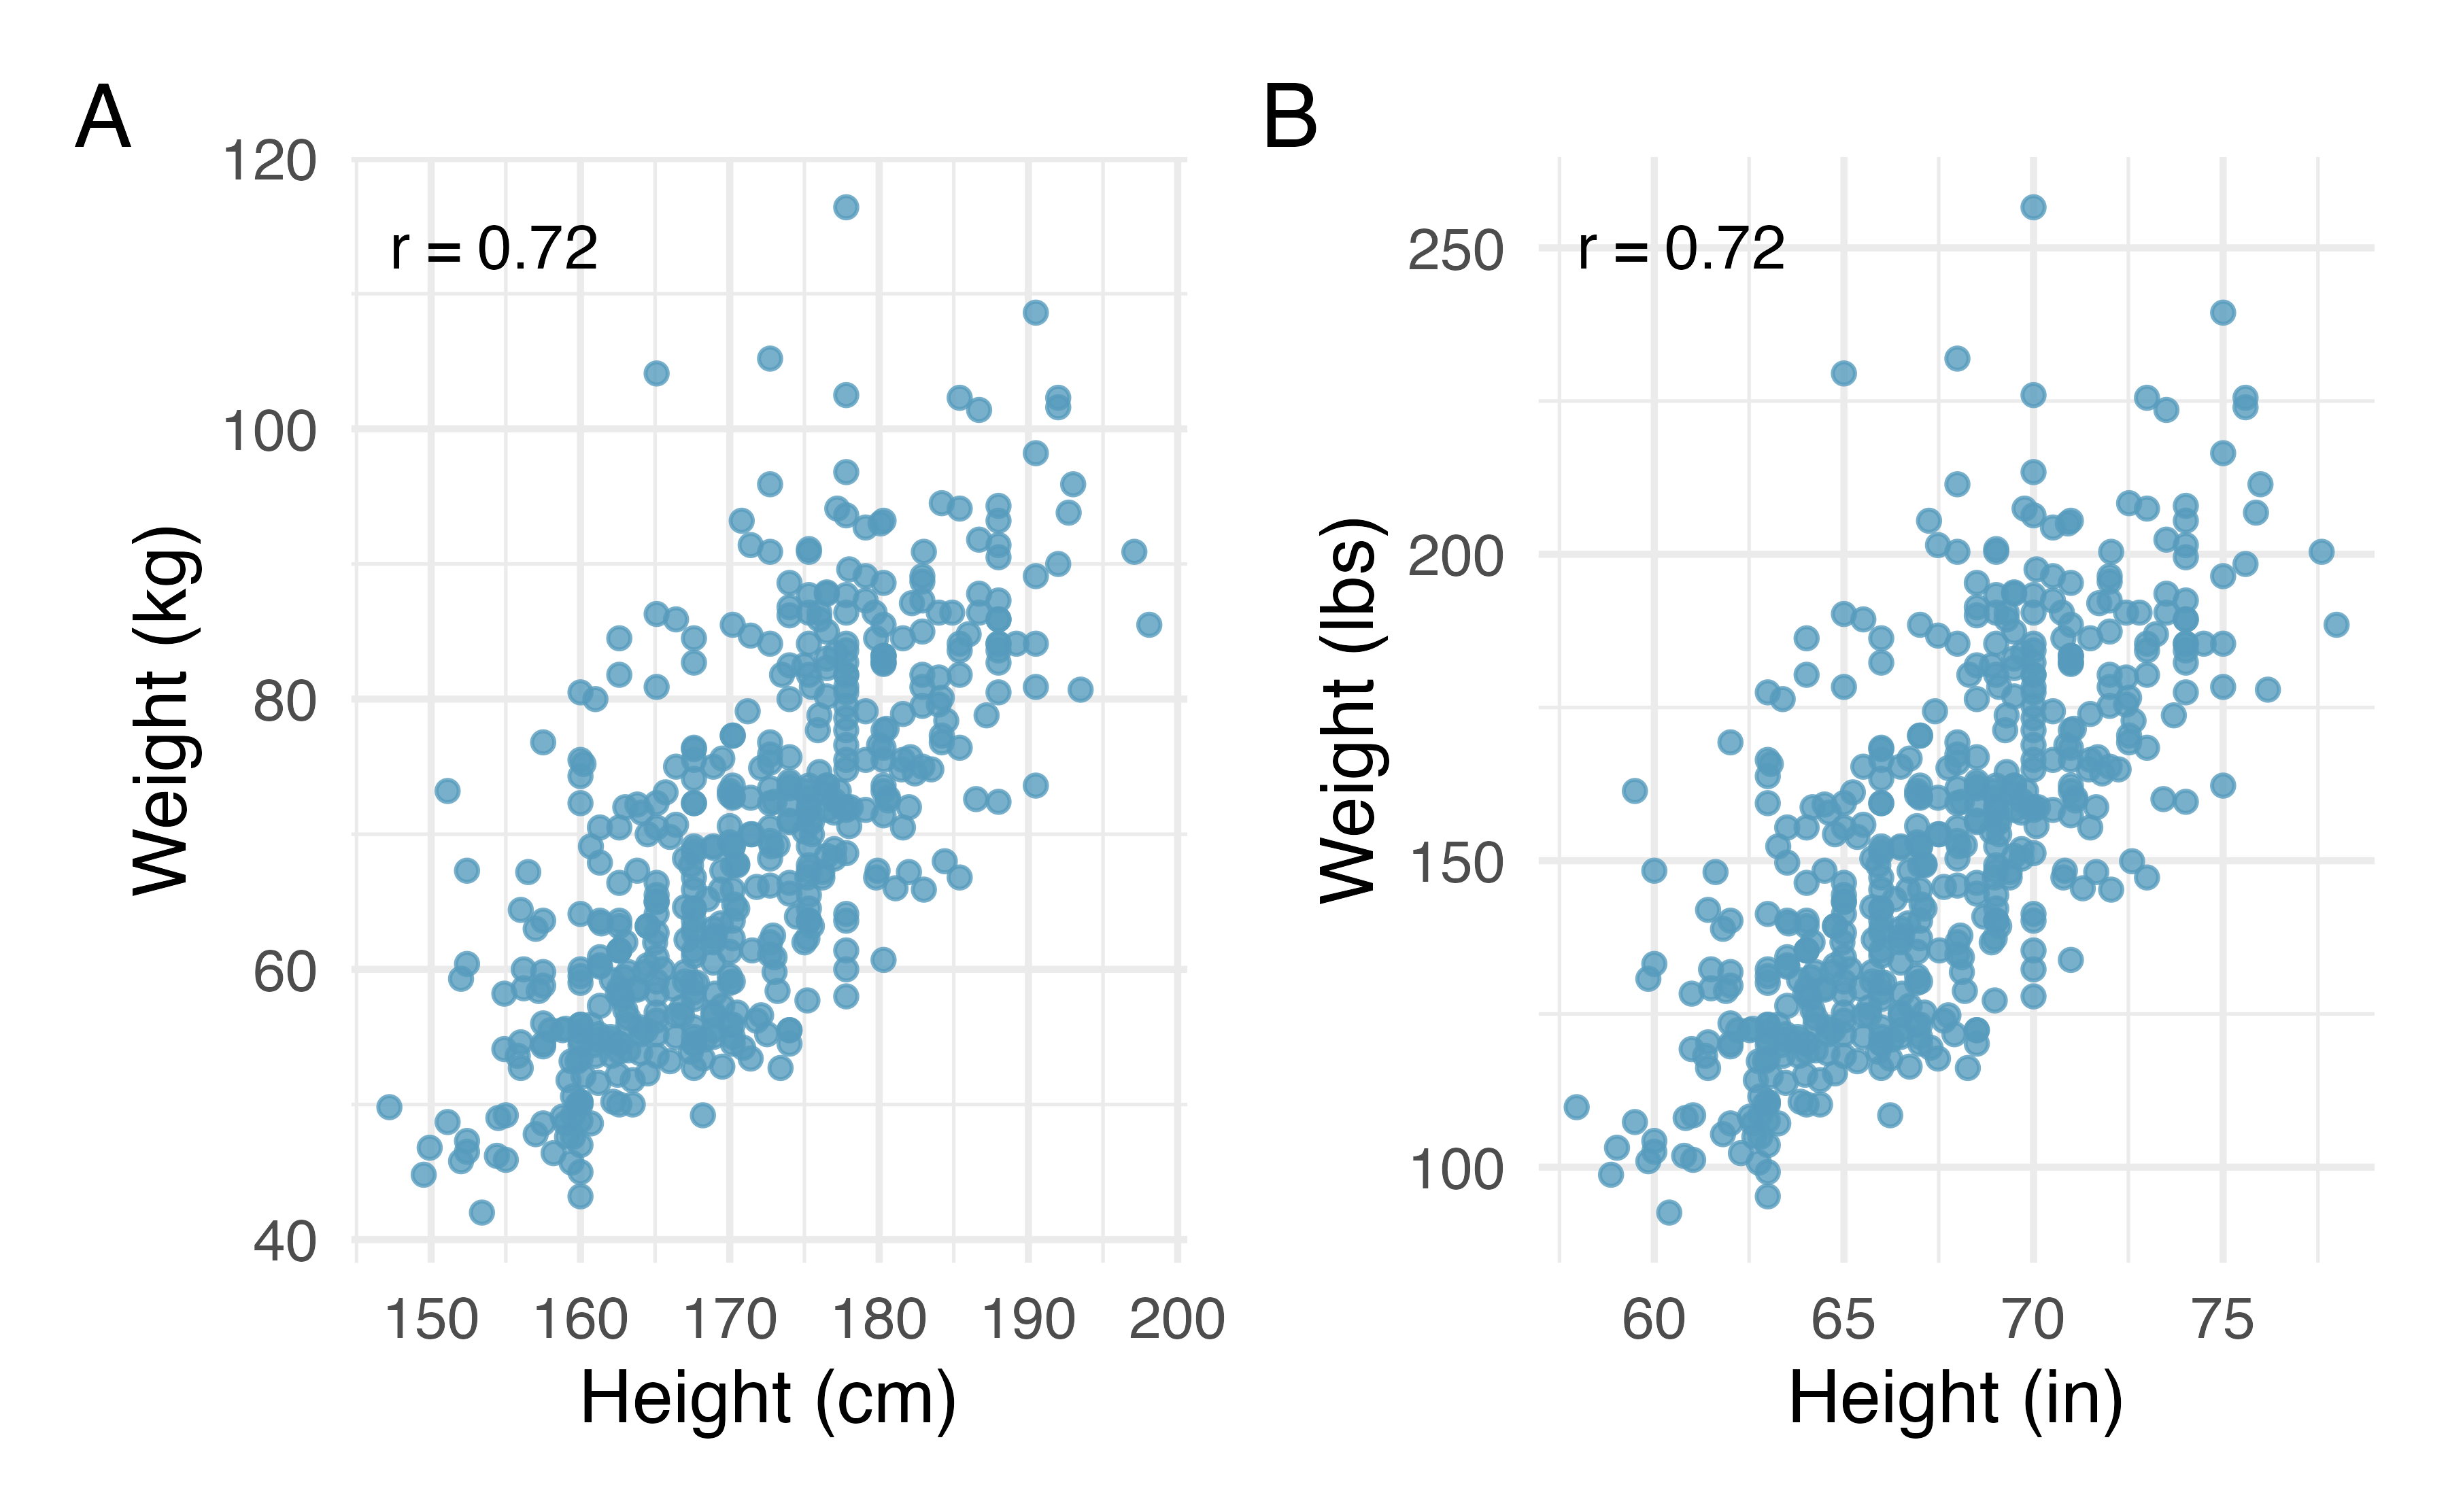 A
120
100
80
60
40
r = 0.72
Weight (kg)
150 160 170 180 190 200
Height (cm)
B
250
200
150
100
r = 0.72
Weight (lbs)
60 65 70 75
Height (in)